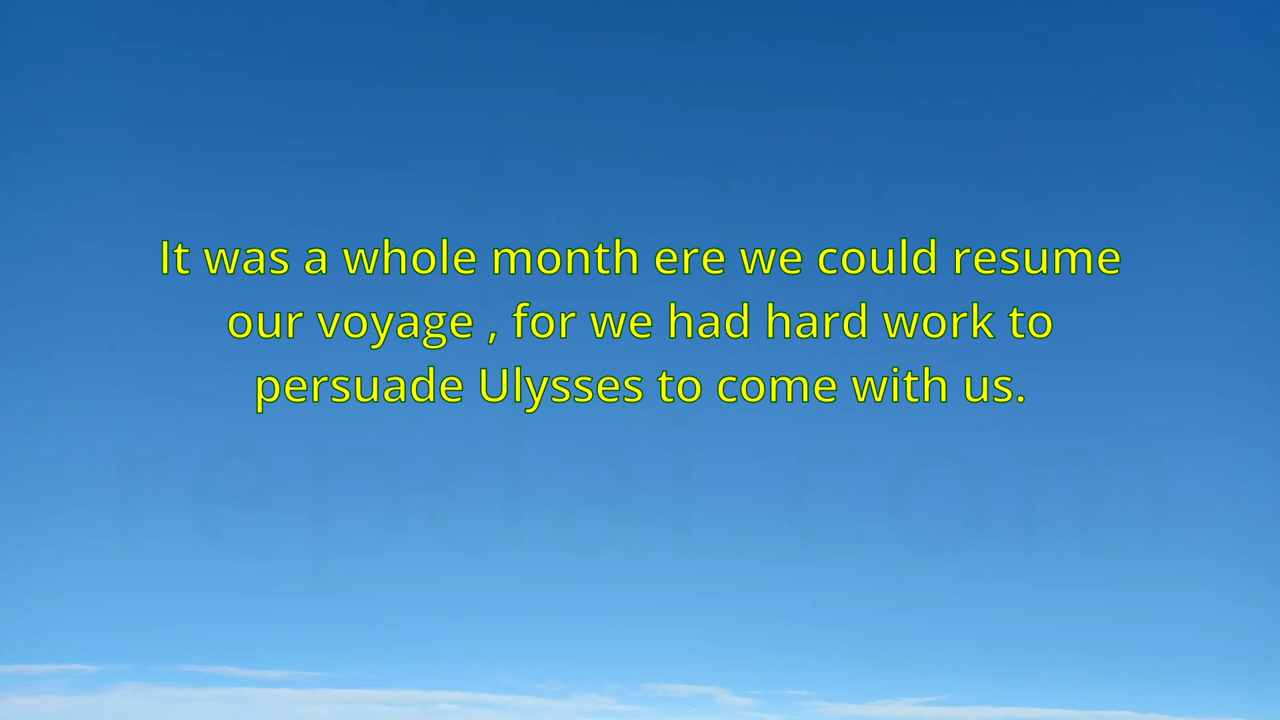 It was a whole month ere we could resume
our voyage , for we had hard work to
persuade Ulysses to come with us.